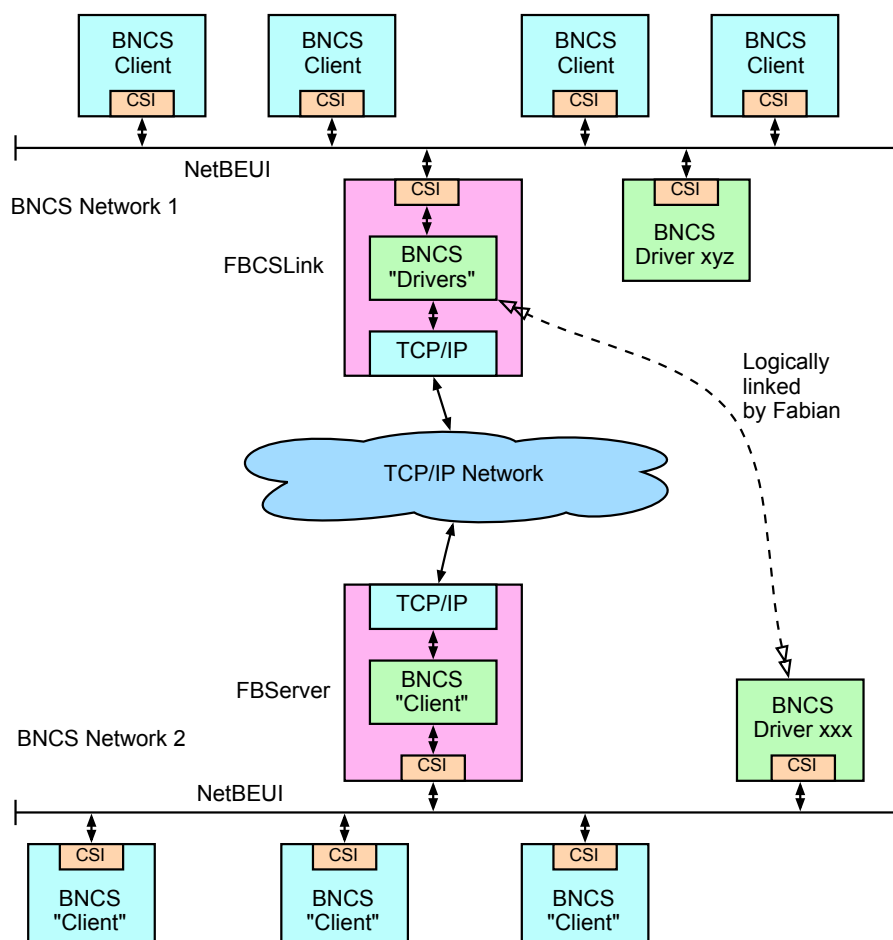 BNCS
Client
CSI
BNCS
Client
CSI
BNCS
Client
CSI
BNCS
Client
CSI
NetBEUI
BNCS Network 1
CSI
BNCS
"Drivers"
TCP/IP
FBCSLink
CSI
BNCS
Driver xyz
Logically
linked
by Fabian
TCP/IP Network
TCP/IP
BNCS
"Client"
CSI
FBServer
BNCS
Driver xxx
CSI
BNCS Network 2
NetBEUI
CSI
BNCS
"Client"
CSI
BNCS
"Client"
CSI
BNCS
"Client"